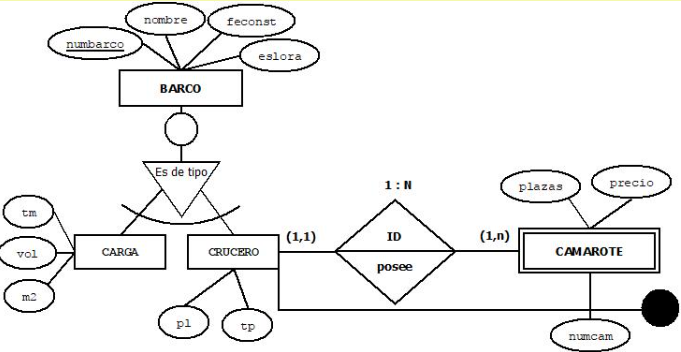 nombre
feconst
numbarco
eslora
BARCO
Es de tipo
1 : N
plazas
precio
tm
vol
m2
CARGA
CRUCERO
(1,1)
ID
posee
(1,n)
CAMAROTE
pl
tp
numcam